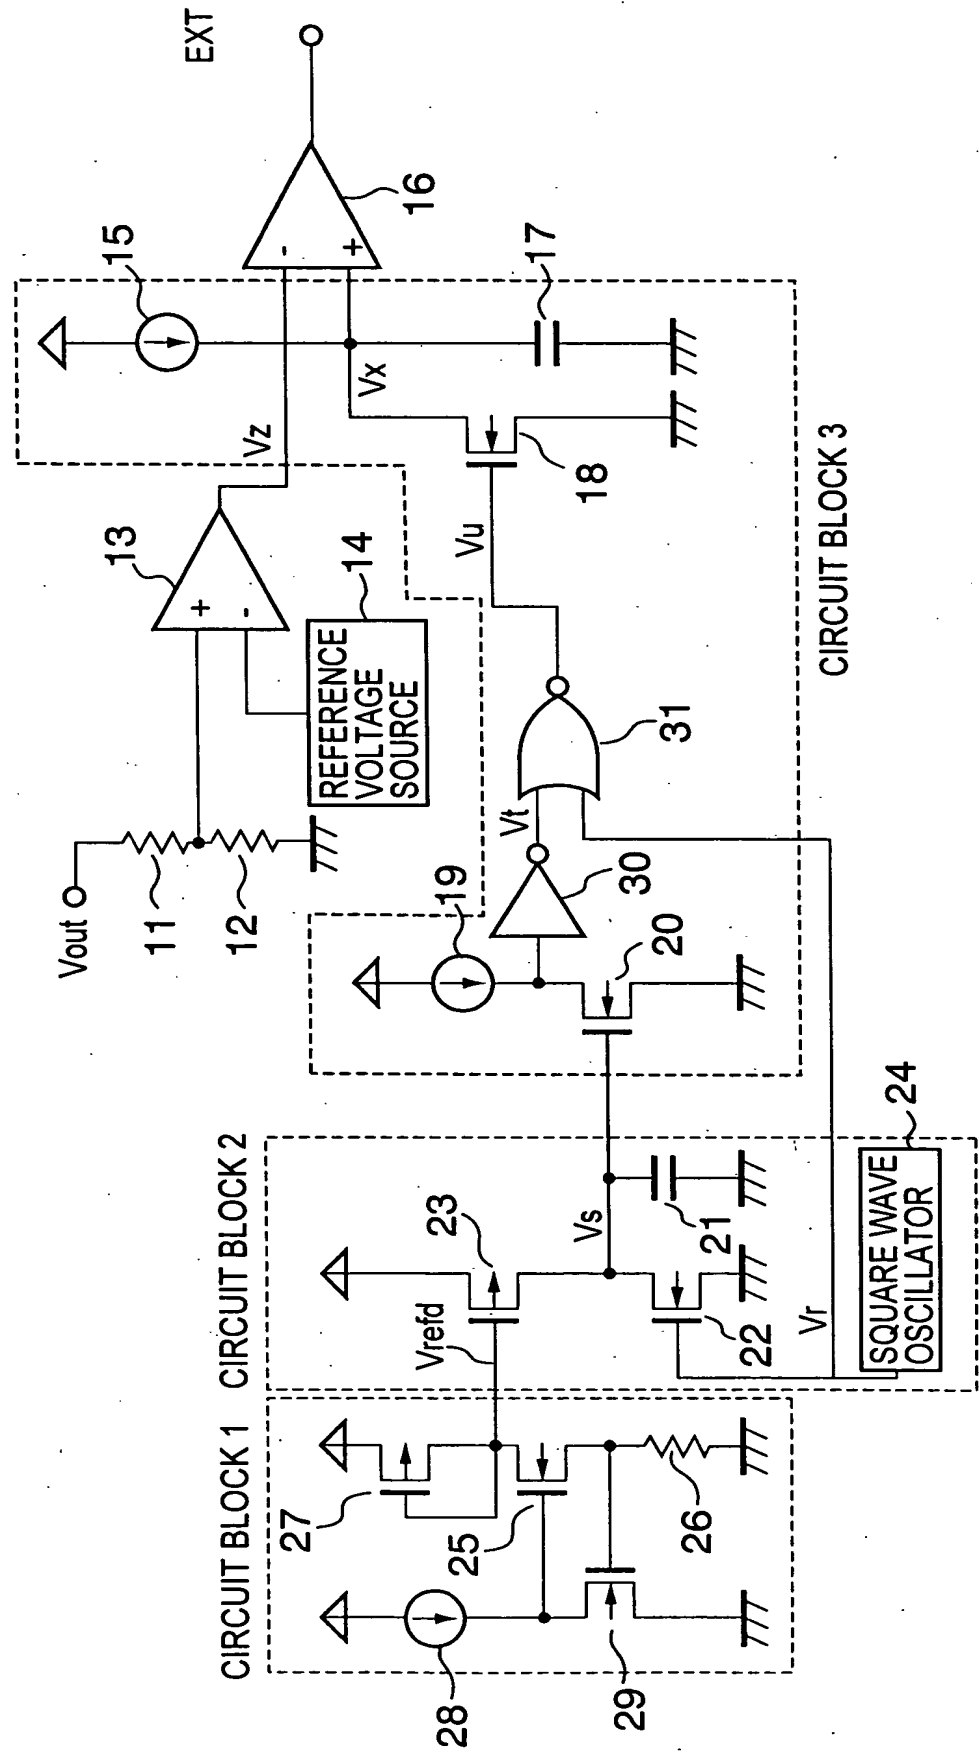 CIRCUIT BLOCK 1
27
25
28
29
26
CIRCUIT BLOCK 2
Vrefd
23
Vs
21
22
Vr
SQUARE WAVE
OSCILLATOR
24
Vout
11
12
13
+
-
REFERENCE
VOLTAGE
SOURCE
14
19
20
30
Vt
31
Vu
18
Vz
15
Vx
17
-
+
16
EXT
CIRCUIT BLOCK 3